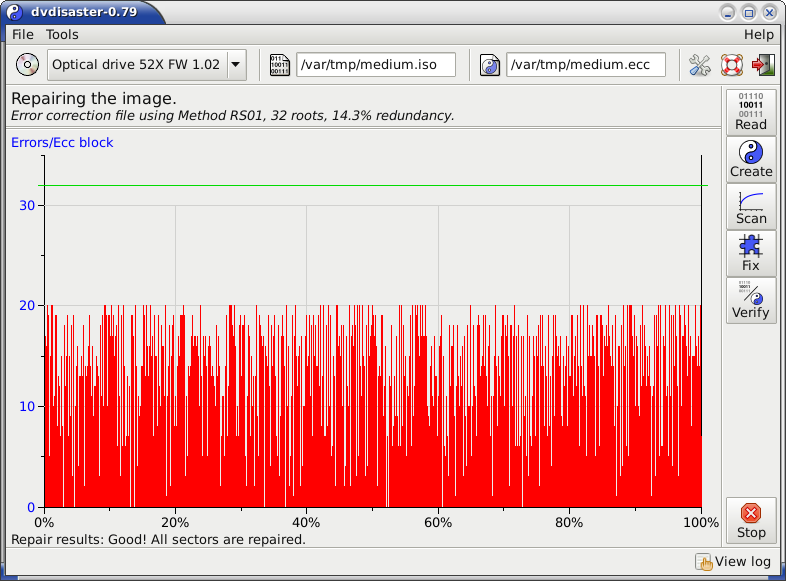 dvdisaster-0.79
File Tools Help
Optical drive 52X FW 1.02
/var/tmp/medium.iso
/var/tmp/medium.ecc
Repairing the image.
Error correction file using Method RS01, 32 roots, 14.3% redundancy.
Errors/Ecc block
30
20
10
0
0% 20% 40% 60% 80% 100%
Repair results: Good! All sectors are repaired.
01110
10011
00111
Read
Create
Scan
Fix
Verify
Stop
View log